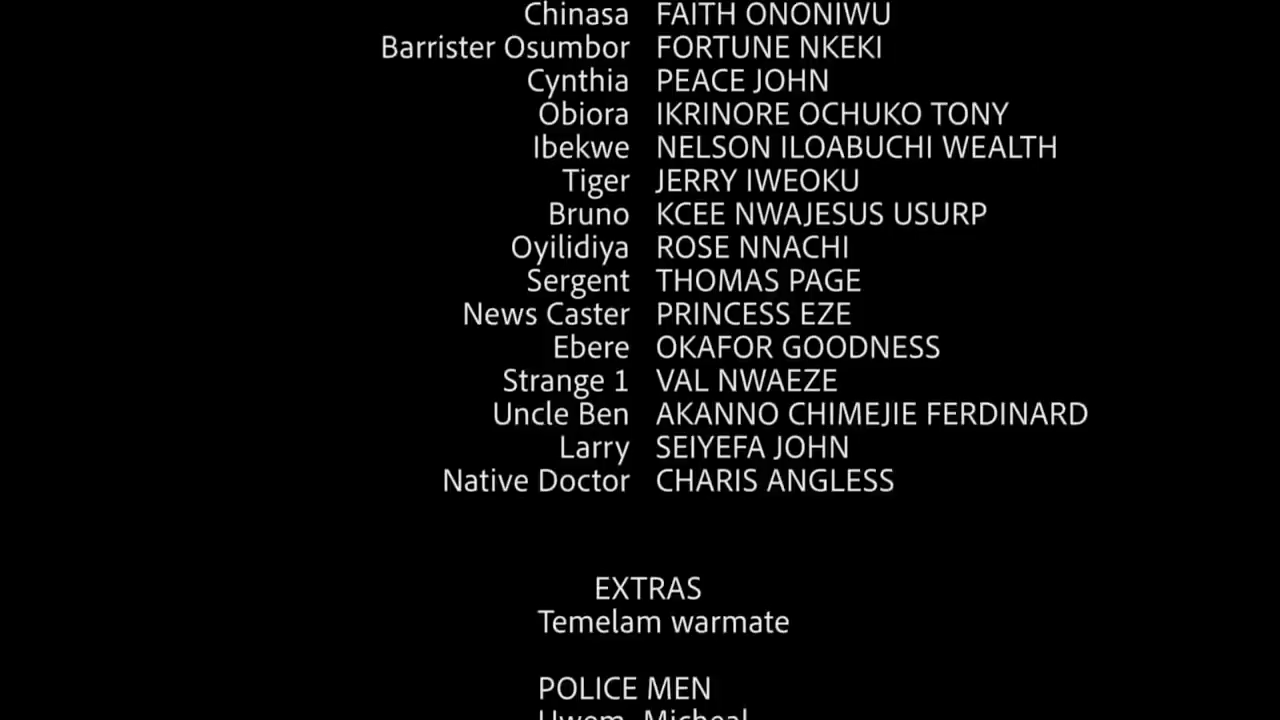 Chinasa FAITH ONONIWU
Barrister Osumbor FORTUNE NKEKI
Cynthia PEACE JOHN
Obiora IKRINORE OCHUKO TONY
Ibekwe NELSON ILOABUCHI WEALTH
Tiger JERRY IWEOKU
Bruno KCEE NWAJESUS USURP
Oyilidiya ROSE NNACHI
Sergent THOMAS PAGE
News Caster PRINCESS EZE
Ebere OKAFOR GOODNESS
Strange 1 VAL NWAEZE
Uncle Ben AKANNO CHIMEJIE FERDINARD
Larry SEIYEFA JOHN
Native Doctor CHARIS ANGLESS
EXTRAS
Temelam warmate
POLICE MEN
Uwem Micheal